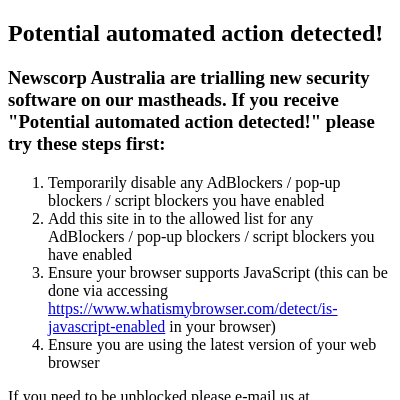 Potential automated action detected!
Newscorp Australia are trialling new security
software on our mastheads. If you receive
"Potential automated action detected!" please
try these steps first:
1. Temporarily disable any AdBlockers / pop-up
blockers / script blockers you have enabled
2. Add this site in to the allowed list for any
AdBlockers / pop-up blockers / script blockers you
have enabled
3. Ensure your browser supports JavaScript (this can be
done via accessing
https://www.whatismybrowser.com/detect/is-
javascript-enabled in your browser)
4. Ensure you are using the latest version of your web
browser
If you need to be unblocked please e-mail us at